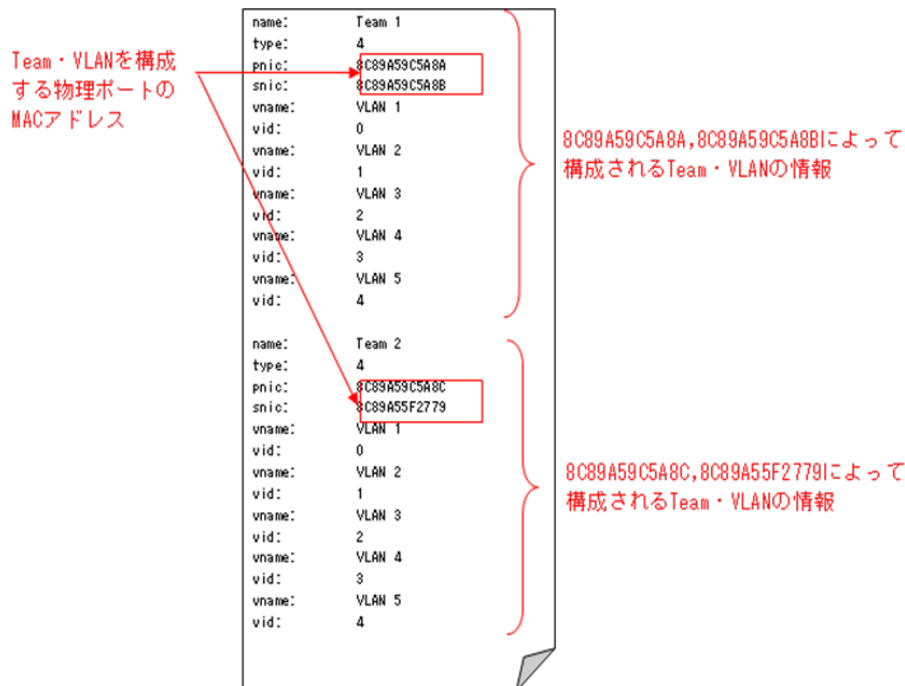 Team・VLANを構成
する物理ポートの
MACアドレス
name: Team 1
type: 4
pnic: 8C89A59C5A8A
snic: 8C89A59C5A8B
vname: VLAN 1
vid: 0
vname: VLAN 2
vid: 1
vname: VLAN 3
vid: 2
vname: VLAN 4
vid: 3
vname: VLAN 5
vid: 4
8C89A59C5A8A,8C89A59C5A8Bによって
構成されるTeam・VLANの情報
name: Team 2
type: 4
pnic: 8C89A59C5A8C
snic: 8C89A55F2779
vname: VLAN 1
vid: 0
vname: VLAN 2
vid: 1
vname: VLAN 3
vid: 2
vname: VLAN 4
vid: 3
vname: VLAN 5
vid: 4
8C89A59C5A8C,8C89A55F2779によって
構成されるTeam・VLANの情報